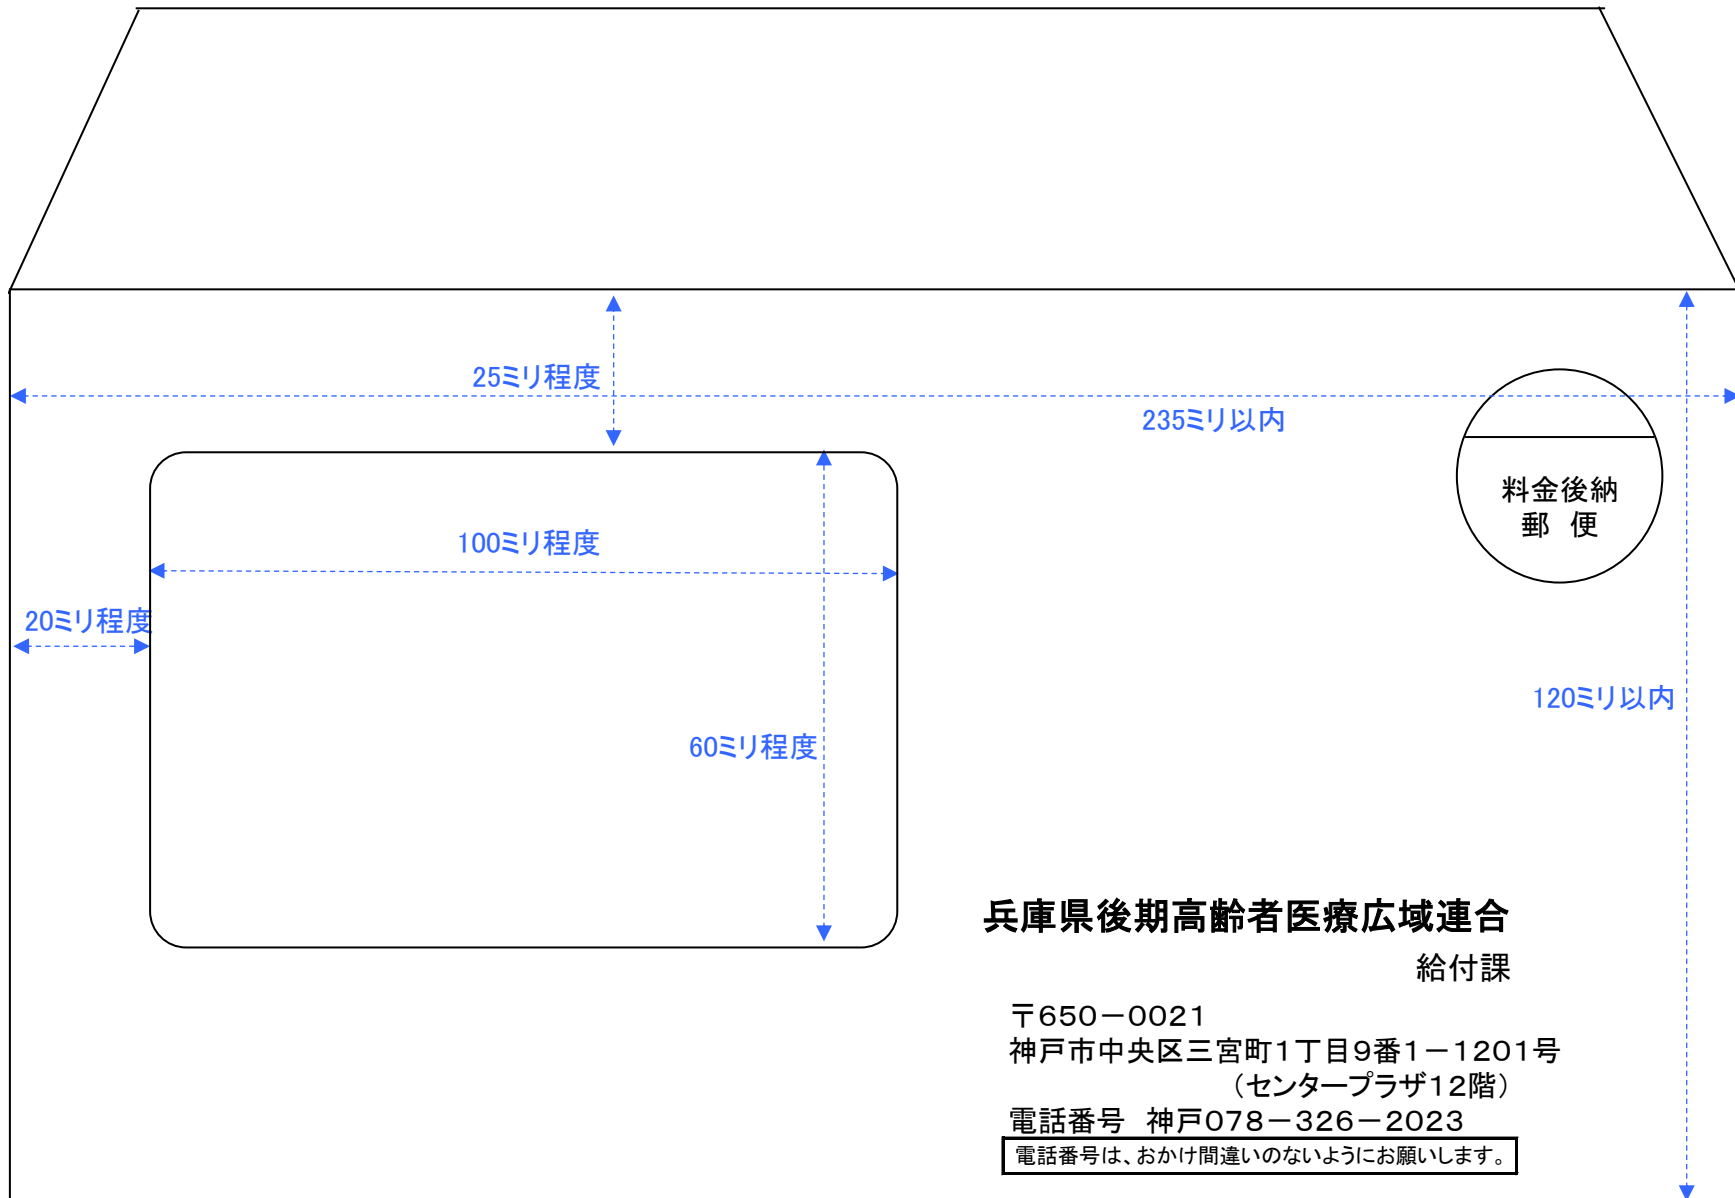 25ミリ程度
235ミリ以内
料金後納
郵　便
100ミリ程度
20ミリ程度
120ミリ以内
60ミリ程度
兵庫県後期高齢者医療広域連合
給付課
〒650－0021
神戸市中央区三宮町1丁目9番1－1201号
（センタープラザ12階）
電話番号　神戸078－326－2023
電話番号は、おかけ間違いのないようにお願いします。